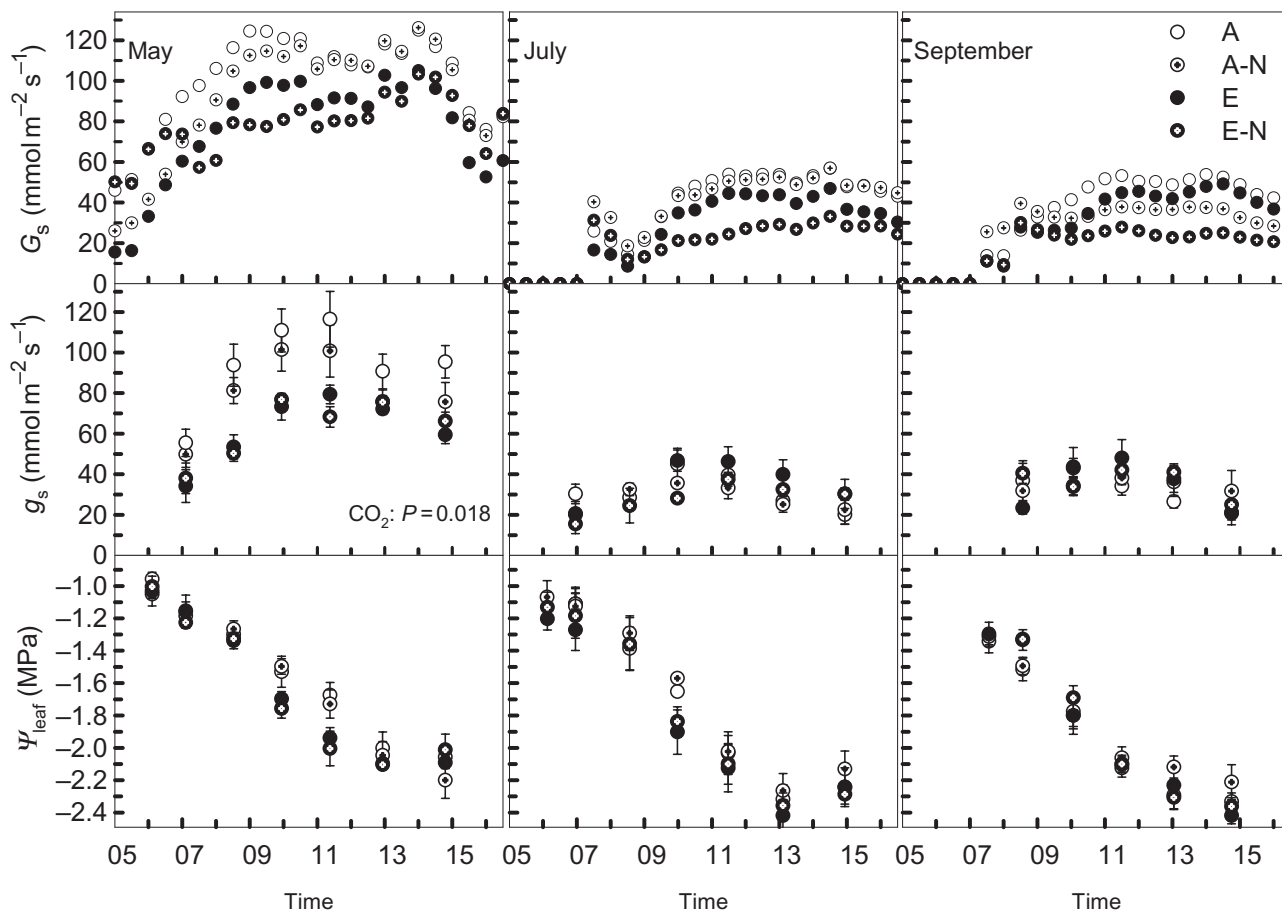 May
July
September
A
A-N
E
E-N
G_s (mmol m⁻² s⁻¹)
120
100
80
60
40
20
0
g_s (mmol m⁻² s⁻¹)
120
100
80
60
40
20
0
CO₂: P = 0.018
Ψ_leaf (MPa)
−1.0
−1.2
−1.4
−1.6
−1.8
−2.0
−2.2
−2.4
05 07 09 11 13 15 05 07 09 11 13 15 05 07 09 11 13 15
Time Time Time